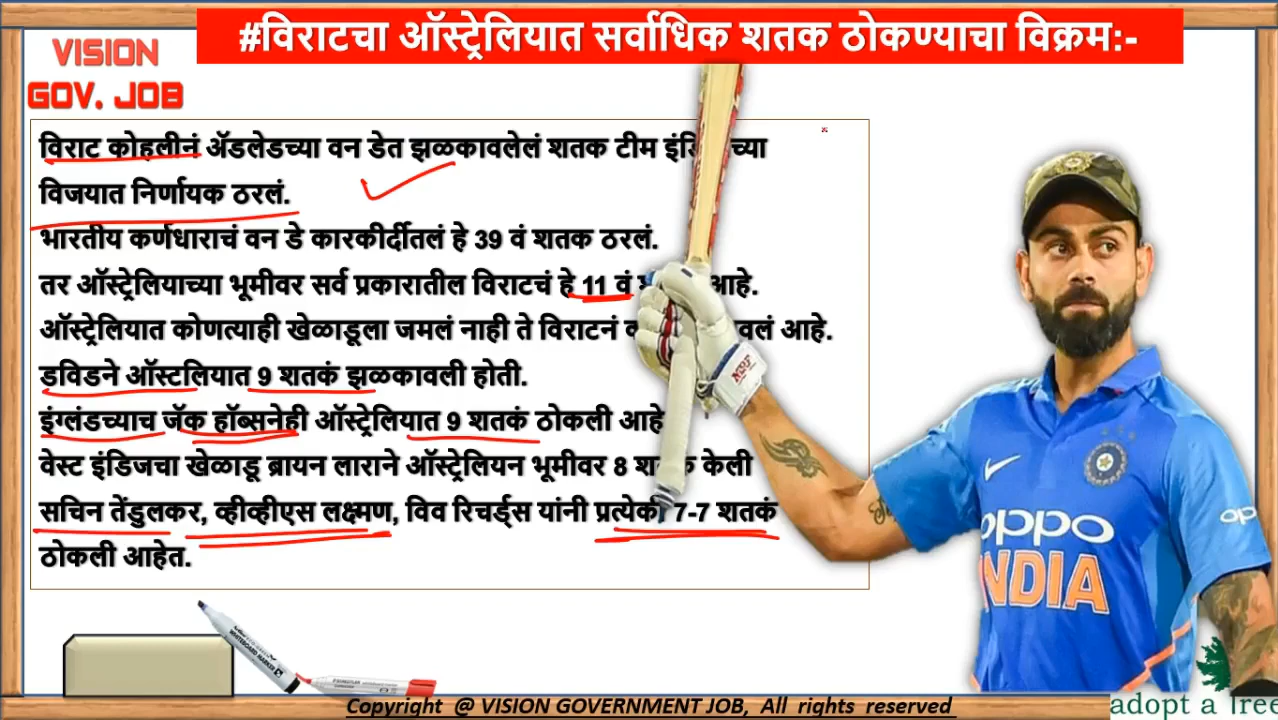 #विराटचा ऑस्ट्रेलियात सर्वाधिक शतक ठोकण्याचा विक्रम:-
VISION
GOV. JOB
विराट कोहलीनं ॲडलेडच्या वन डेत झळकावलेलं शतक टीम च्या
विजयात निर्णायक ठरलं.
भारतीय कर्णधाराचं वन डे कारकीर्दीतलं हे 39 वं शतक ठरलं.
तर ऑस्ट्रेलियाच्या भूमीवर सर्व प्रकारातील विराटचं हे 11 वं आहे.
ऑस्ट्रेलियात कोणत्याही खेळाडूला जमलं नाही ते विराटनं आहे.
डविडने ऑस्टलियात 9 शतकं झळकावली होती.
इंग्लंडच्याच जॅक हॉब्सनेही ऑस्ट्रेलियात 9 शतकं ठोकली आहे
वेस्ट इंडिजचा खेळाडू ब्रायन लाराने ऑस्ट्रेलियन भूमीवर 8 केली
सचिन तेंडुलकर, व्हीव्हीएस लक्ष्मण, विव रिचर्ड्स यांनी प्रत्येकी 7-7 शतकं
ठोकली आहेत.
NRF
oppo
INDIA
Copyright @ VISION GOVERNMENT JOB, All rights reserved
adopt a Tree